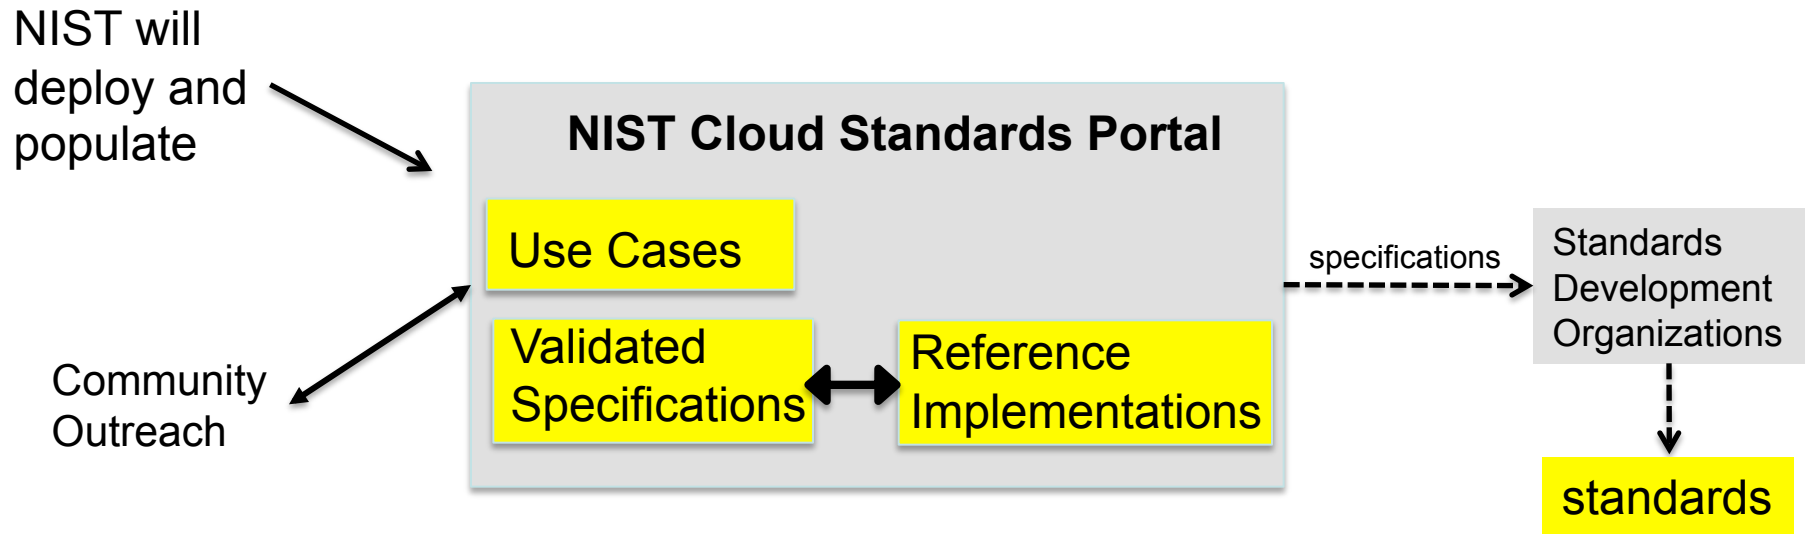 NIST will
deploy and
populate
NIST Cloud Standards Portal
Use Cases
Validated
Specifications
Reference
Implementations
Community
Outreach
specifications
Standards
Development
Organizations
standards